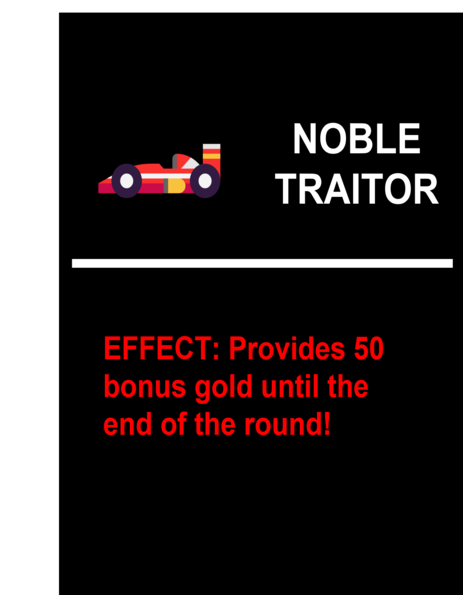 NOBLE
TRAITOR
EFFECT: Provides 50
bonus gold until the
end of the round!